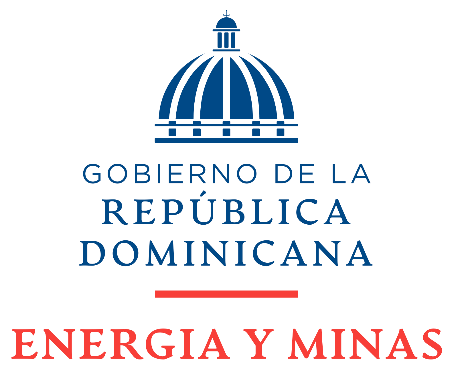 GOBIERNO DE LA
REPÚBLICA
DOMINICANA
ENERGIA Y MINAS